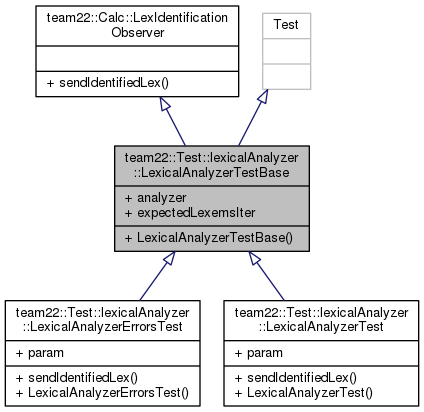 team22::Calc::LexIdentification
Observer
+ sendIdentifiedLex()
Test
team22::Test::lexicalAnalyzer
::LexicalAnalyzerTestBase
+ analyzer
+ expectedLexemsIter
+ LexicalAnalyzerTestBase()
team22::Test::lexicalAnalyzer
::LexicalAnalyzerErrorsTest
+ param
+ sendIdentifiedLex()
+ LexicalAnalyzerErrorsTest()
team22::Test::lexicalAnalyzer
::LexicalAnalyzerTest
+ param
+ sendIdentifiedLex()
+ LexicalAnalyzerTest()